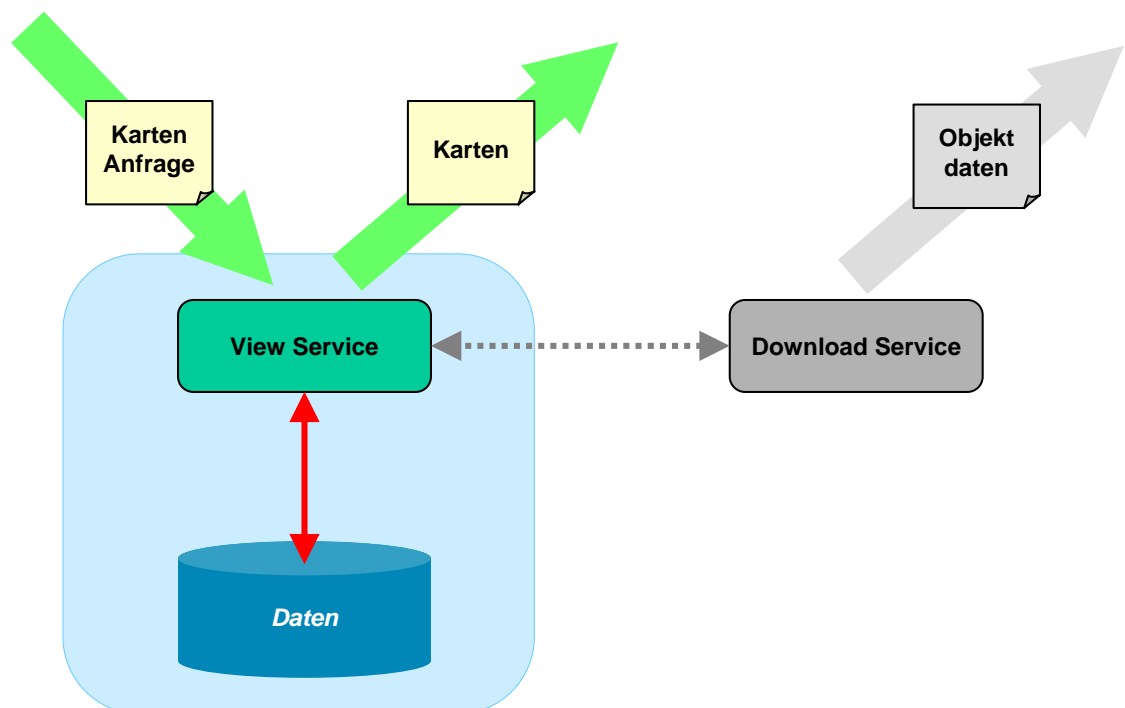 Karten
Anfrage
Karten
Objekt
daten
View Service
Download Service
Daten